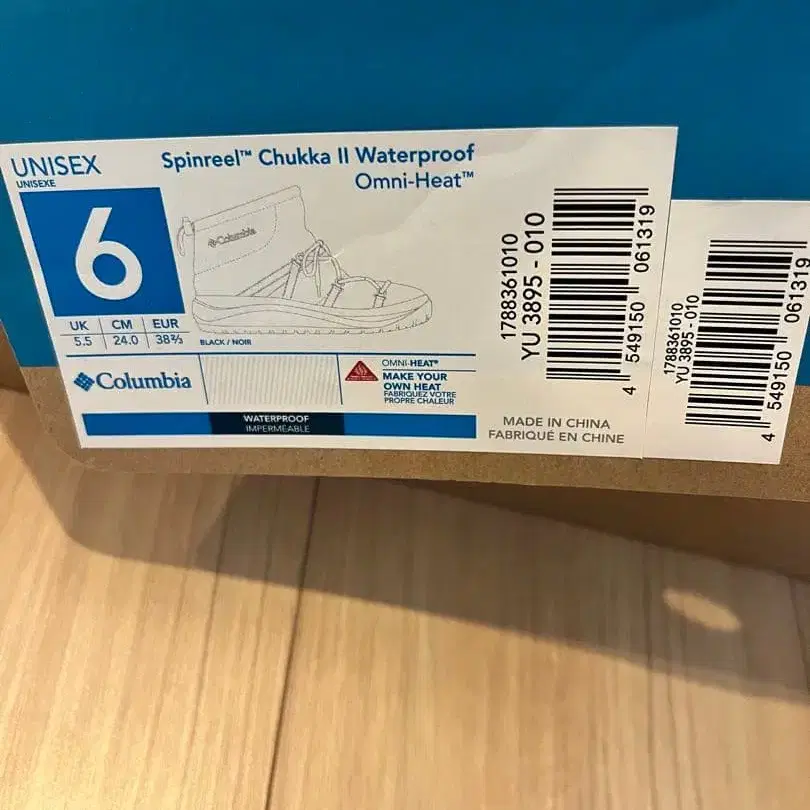 UNISEX
UNISEXE
Spinreel™ Chukka II Waterproof
Omni-Heat™
6
Columbia
UK CM EUR
5.5 24.0 38⅔
BLACK / NOIR
Columbia
OMNI-HEAT®
MAKE YOUR
OWN HEAT
FABRIQUEZ VOTRE
PROPRE CHALEUR
WATERPROOF
IMPERMÉABLE
1788361010
YU 3895 - 010
4 549150 061319
MADE IN CHINA
FABRIQUÉ EN CHINE
1788361010
YU 3895 - 010
4 549150 061319